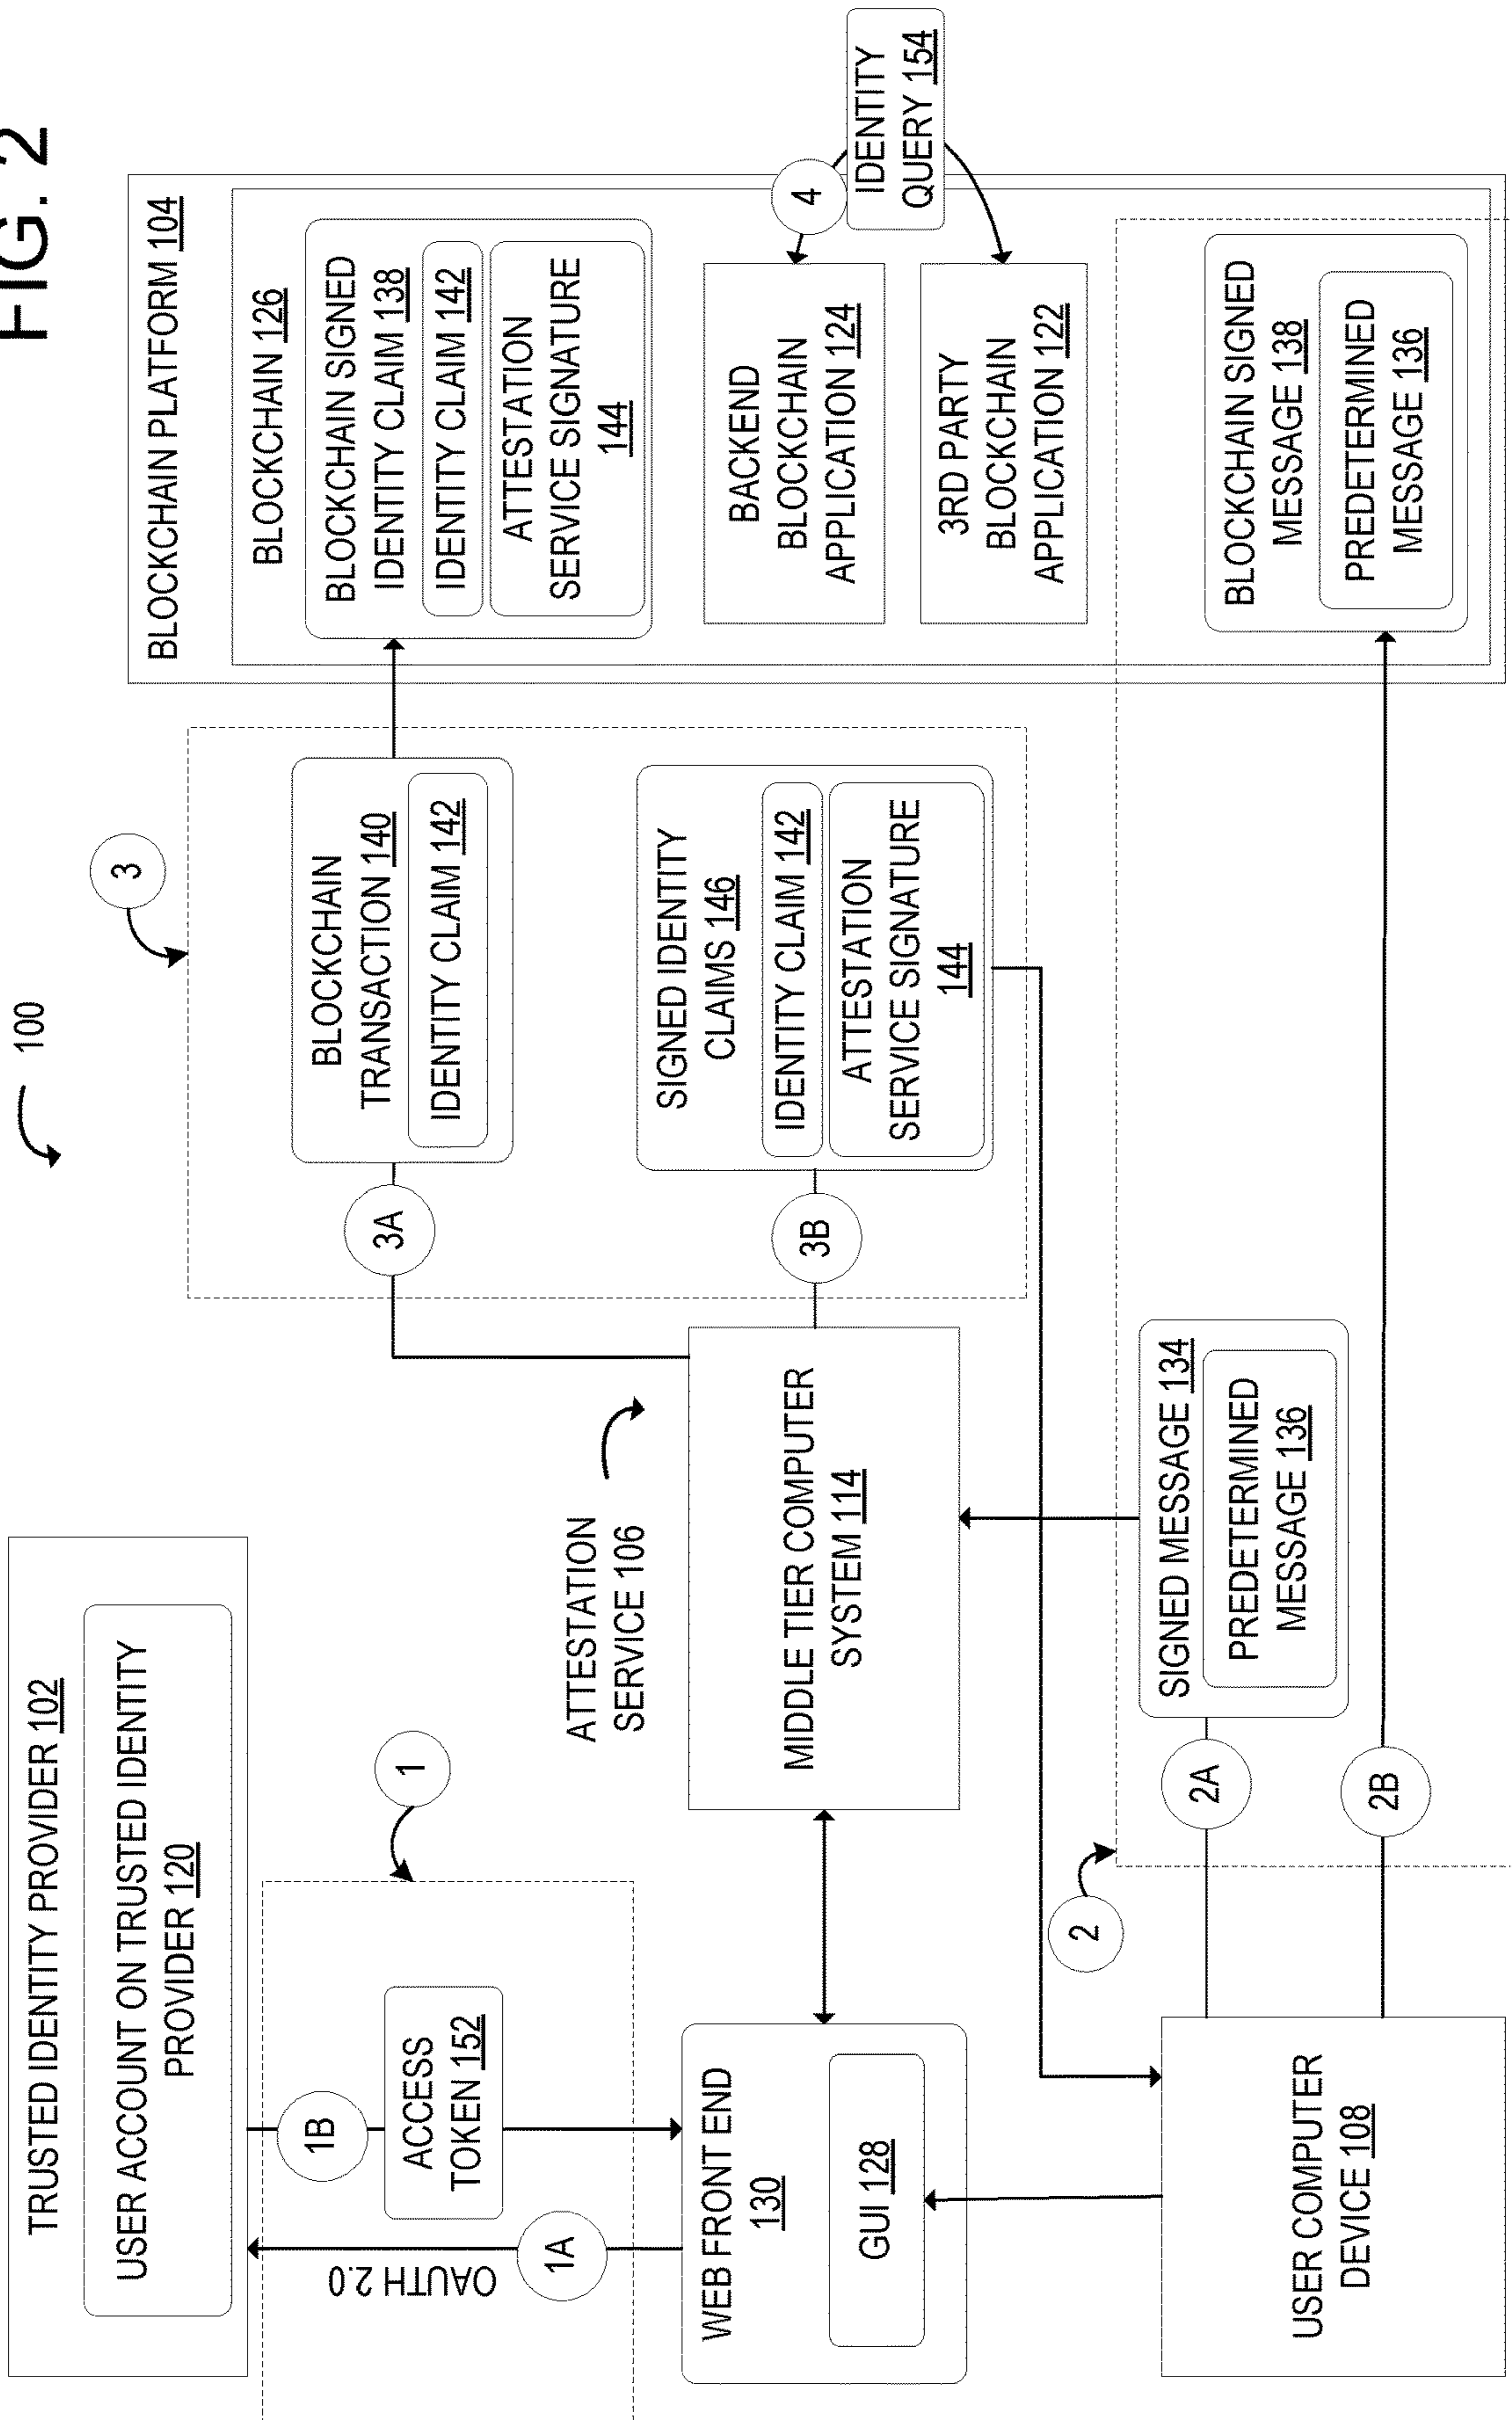 FIG. 2
100
TRUSTED IDENTITY PROVIDER 102
USER ACCOUNT ON TRUSTED IDENTITY
PROVIDER 120
1
1B
ACCESS
TOKEN 152
1A
OAUTH 2.0
WEB FRONT END
130
GUI 128
USER COMPUTER
DEVICE 108
ATTESTATION
SERVICE 106
MIDDLE TIER COMPUTER
SYSTEM 114
2
2A
2B
SIGNED MESSAGE 134
PREDETERMINED
MESSAGE 136
3
3A
BLOCKCHAIN
TRANSACTION 140
IDENTITY CLAIM 142
3B
SIGNED IDENTITY
CLAIMS 146
IDENTITY CLAIM 142
ATTESTATION
SERVICE SIGNATURE
144
BLOCKCHAIN PLATFORM 104
BLOCKCHAIN 126
BLOCKCHAIN SIGNED
IDENTITY CLAIM 138
IDENTITY CLAIM 142
ATTESTATION
SERVICE SIGNATURE
144
BACKEND
BLOCKCHAIN
APPLICATION 124
3RD PARTY
BLOCKCHAIN
APPLICATION 122
4
IDENTITY
QUERY 154
BLOCKCHAIN SIGNED
MESSAGE 138
PREDETERMINED
MESSAGE 136